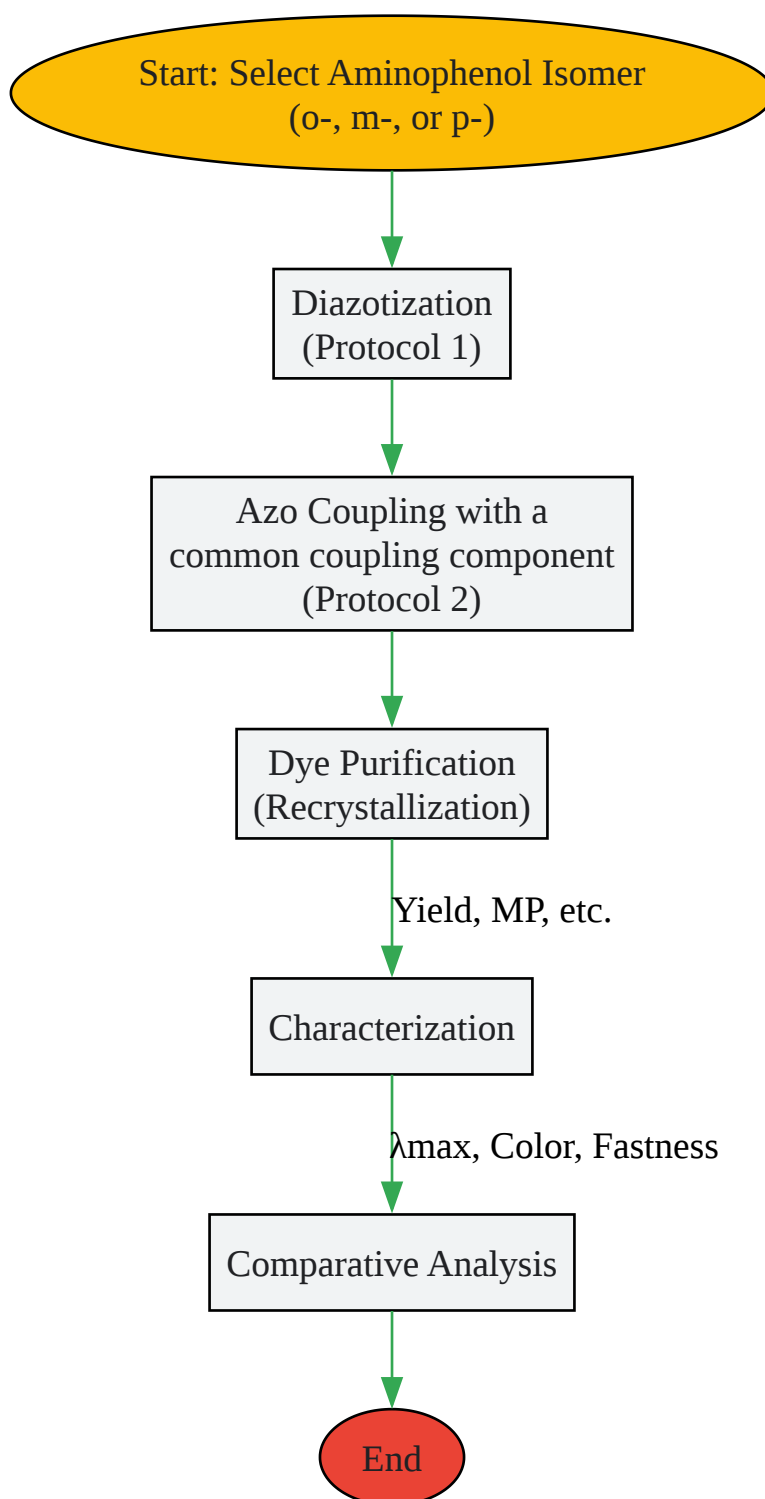 Start: Select Aminophenol Isomer
(o-, m-, or p-)
Diazotization
(Protocol 1)
Azo Coupling with a
common coupling component
(Protocol 2)
Dye Purification
(Recrystallization)
Yield, MP, etc.
Characterization
λmax, Color, Fastness
Comparative Analysis
End